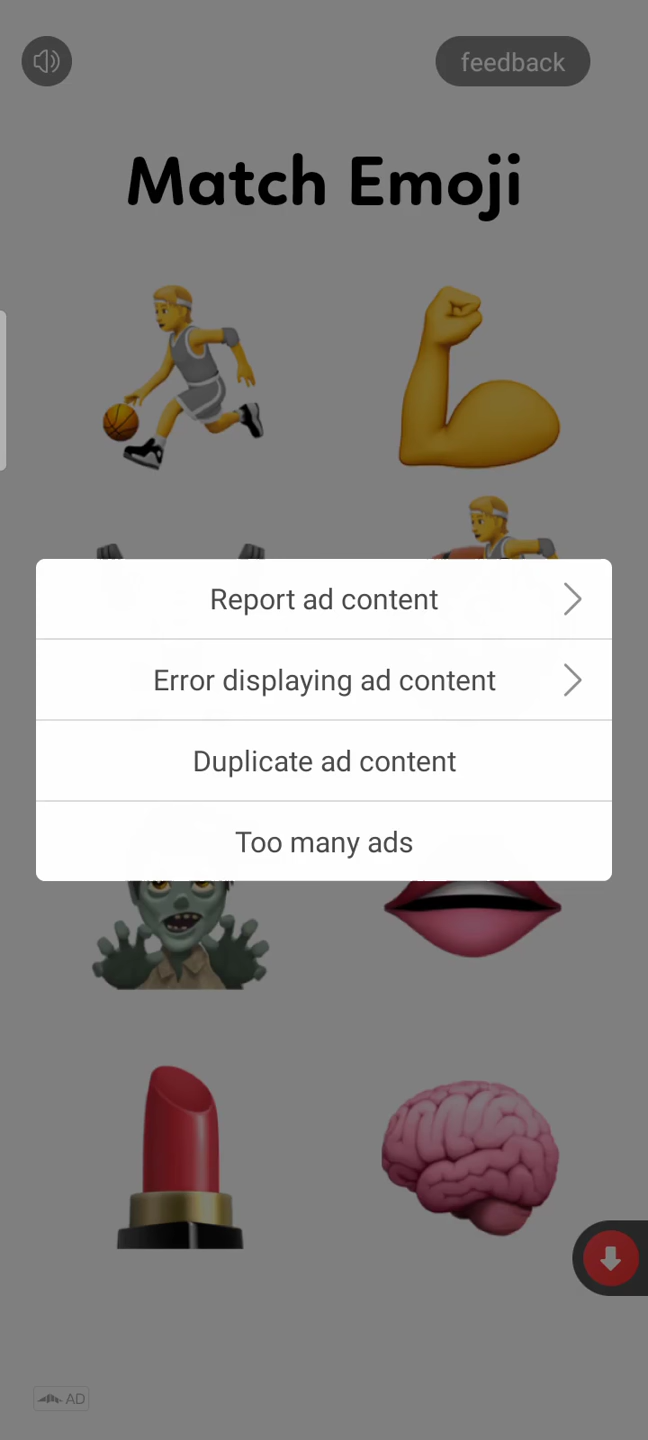 feedback
Match Emoji
Report ad content
Error displaying ad content
Duplicate ad content
Too many ads
AD